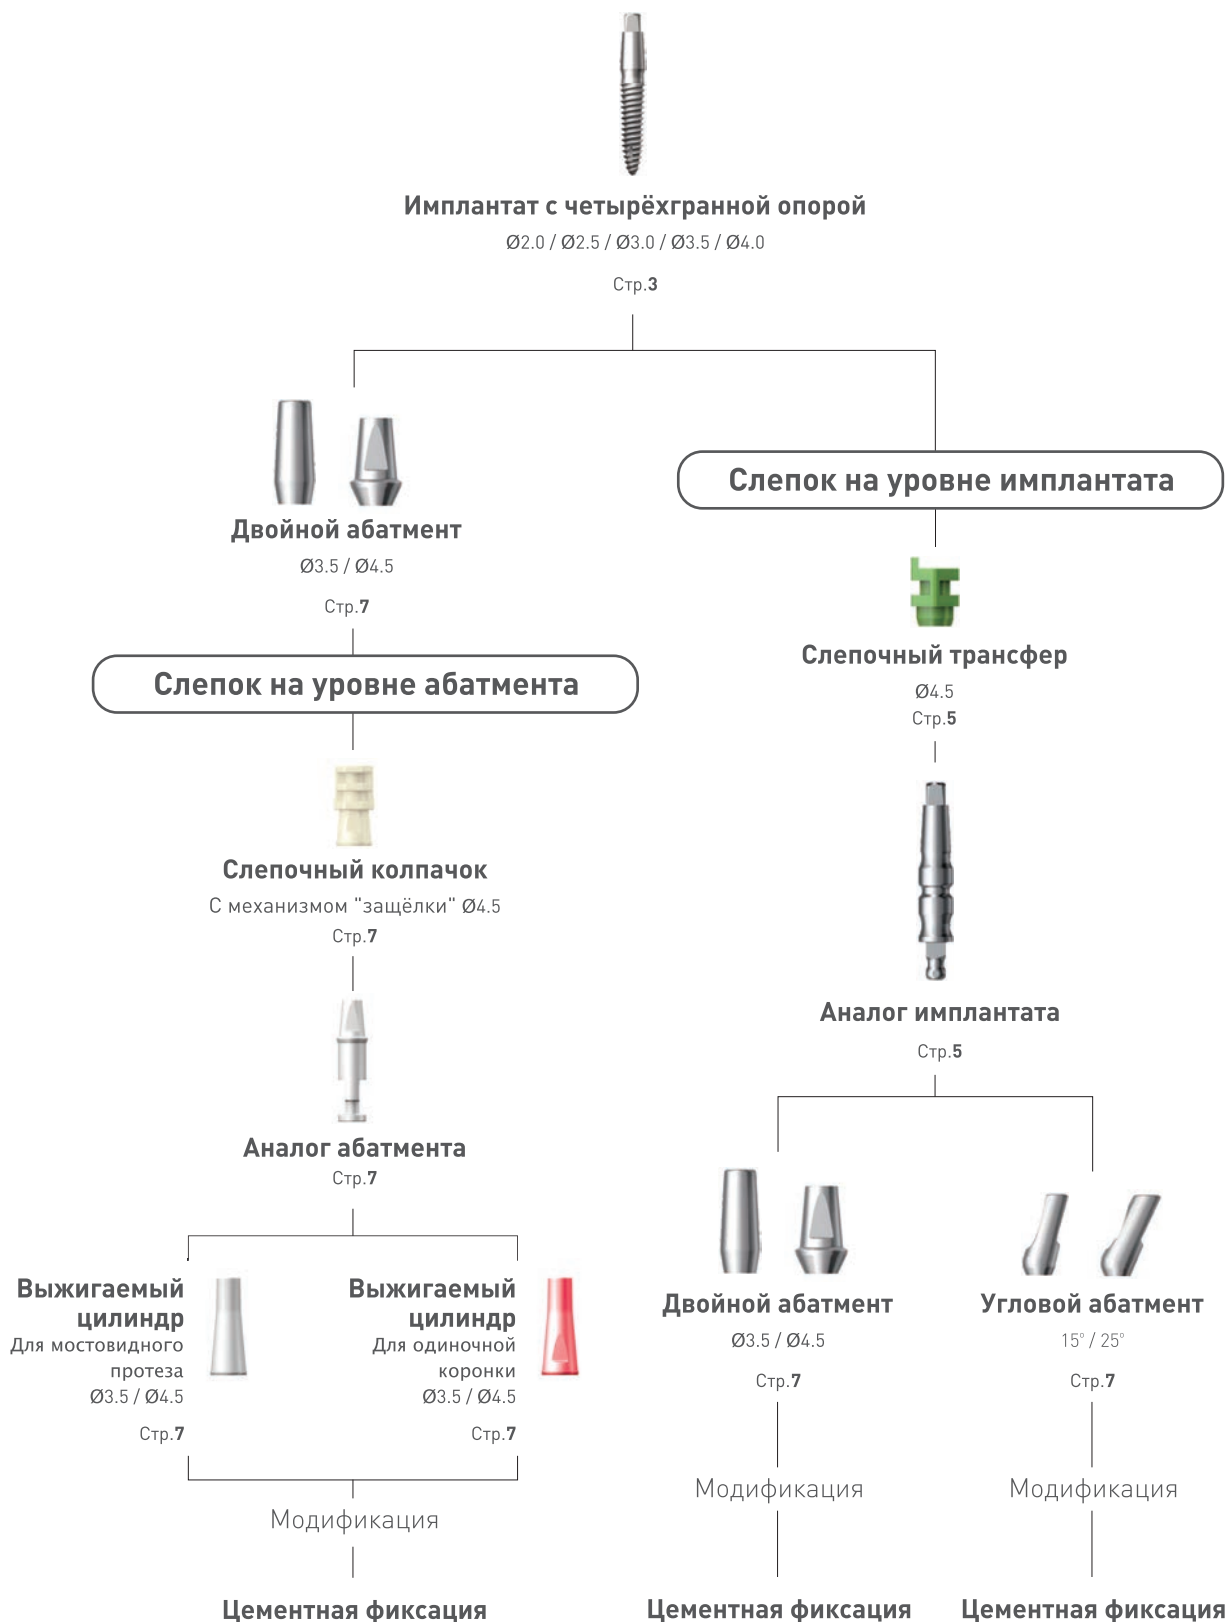 Имплантат с четырёхгранной опорой
Ø2.0 / Ø2.5 / Ø3.0 / Ø3.5 / Ø4.0
Стр.3
Двойной абатмент
Ø3.5 / Ø4.5
Стр.7
Слепок на уровне абатмента
Слепочный колпачок
С механизмом "защёлки" Ø4.5
Стр.7
Аналог абатмента
Стр.7
Выжигаемый
цилиндр
Для мостовидного
протеза
Ø3.5 / Ø4.5
Стр.7
Выжигаемый
цилиндр
Для одиночной
коронки
Ø3.5 / Ø4.5
Стр.7
Модификация
Цементная фиксация
Слепок на уровне имплантата
Слепочный трансфер
Ø4.5
Стр.5
Аналог имплантата
Стр.5
Двойной абатмент
Ø3.5 / Ø4.5
Стр.7
Модификация
Цементная фиксация
Угловой абатмент
15° / 25°
Стр.7
Модификация
Цементная фиксация